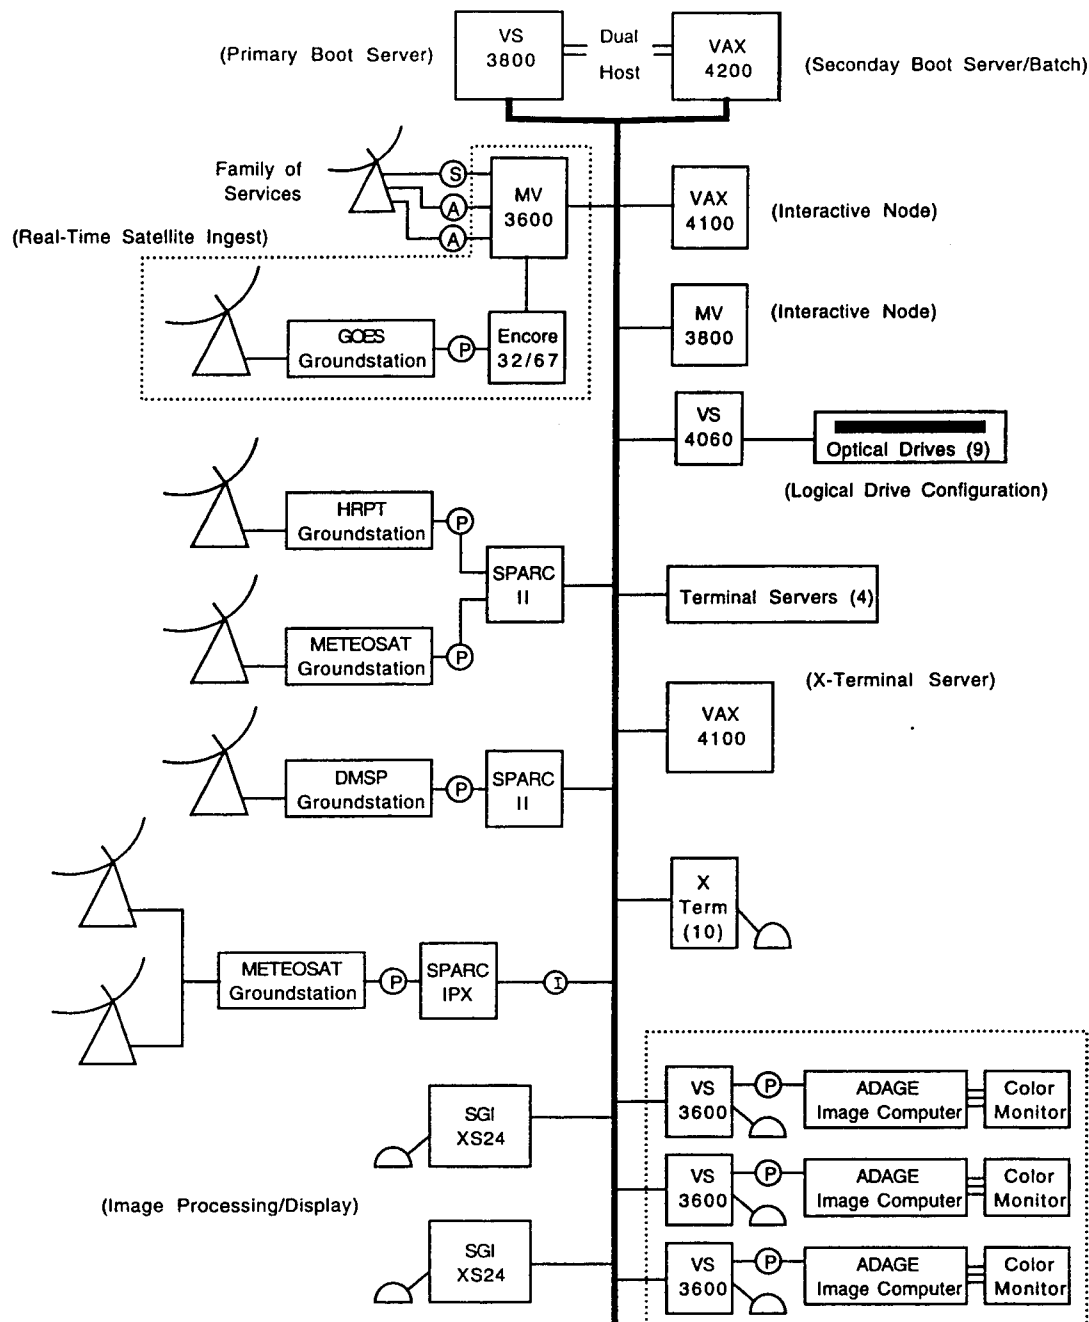 (Primary Boot Server)
VS
3800
Dual
Host
VAX
4200
(Seconday Boot Server/Batch)
Family of
Services
S
A
A
MV
3600
VAX
4100
(Interactive Node)
(Real-Time Satellite Ingest)
GOES
Groundstation
P
Encore
32/67
MV
3800
(Interactive Node)
VS
4060
Optical Drives (9)
(Logical Drive Configuration)
HRPT
Groundstation
P
SPARC
II
METEOSAT
Groundstation
P
Terminal Servers (4)
(X-Terminal Server)
VAX
4100
DMSP
Groundstation
P
SPARC
II
X
Term
(10)
METEOSAT
Groundstation
P
SPARC
IPX
I
SGI
XS24
VS
3600
P
ADAGE
Image Computer
Color
Monitor
(Image Processing/Display)
VS
3600
P
ADAGE
Image Computer
Color
Monitor
SGI
XS24
VS
3600
P
ADAGE
Image Computer
Color
Monitor